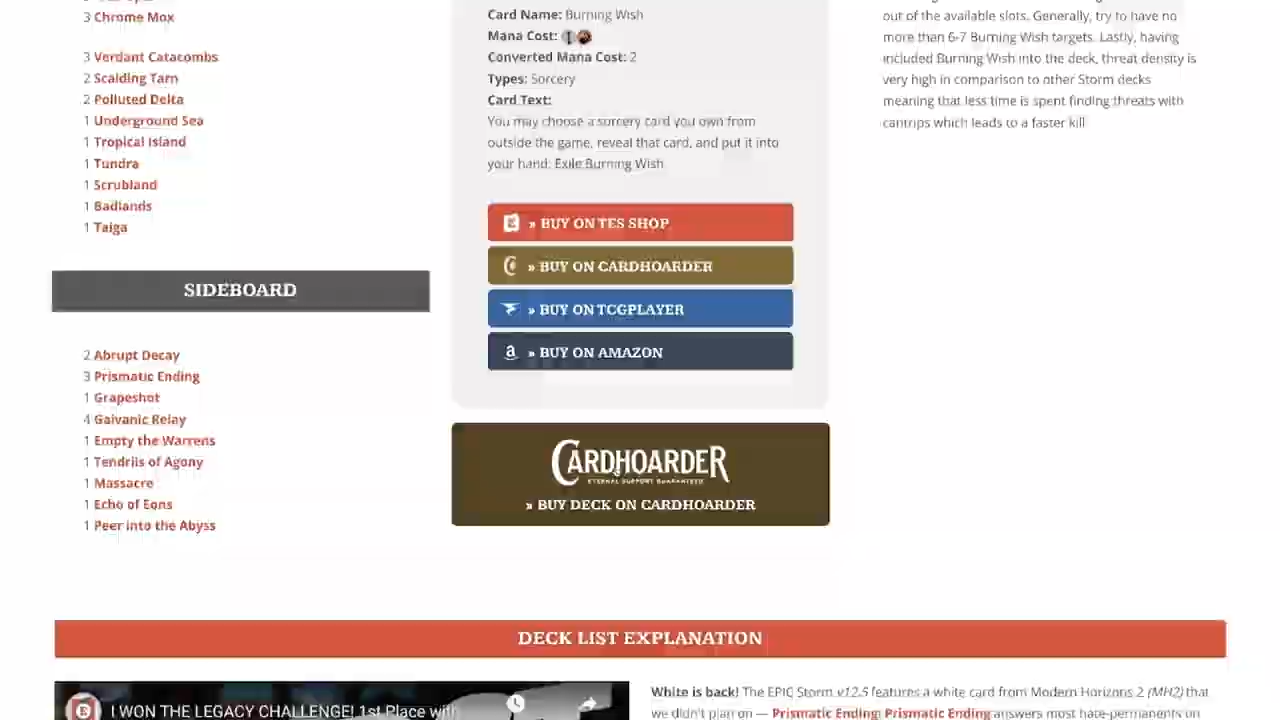 3 Chrome Mox
3 Verdant Catacombs
2 Scalding Tarn
2 Polluted Delta
1 Underground Sea
1 Tropical Island
1 Tundra
1 Scrubland
1 Badlands
1 Taiga
SIDEBOARD
2 Abrupt Decay
3 Prismatic Ending
1 Grapeshot
4 Galvanic Relay
1 Empty the Warrens
1 Tendrils of Agony
1 Massacre
1 Echo of Eons
1 Peer into the Abyss
Card Name: Burning Wish
Mana Cost:
Converted Mana Cost: 2
Types: Sorcery
Card Text:
You may choose a sorcery card you own from
outside the game, reveal that card, and put it into
your hand. Exile Burning Wish.
» BUY ON TES SHOP
» BUY ON CARDHOARDER
» BUY ON TCGPLAYER
» BUY ON AMAZON
CARDHOARDER
ETERNAL SUPPORT GUARANTEED
» BUY DECK ON CARDHOARDER
out of the available slots. Generally, try to have no
more than 6-7 Burning Wish targets. Lastly, having
included Burning Wish into the deck, threat density is
very high in comparison to other Storm decks
meaning that less time is spent finding threats with
cantrips which leads to a faster kill
DECK LIST EXPLANATION
I WON THE LEGACY CHALLENGE! 1st Place with
White is back! The EPIC Storm v12.5 features a white card from Modern Horizons 2 (MH2) that
we didn't plan on — Prismatic Ending! Prismatic Ending answers most hate-permanents on